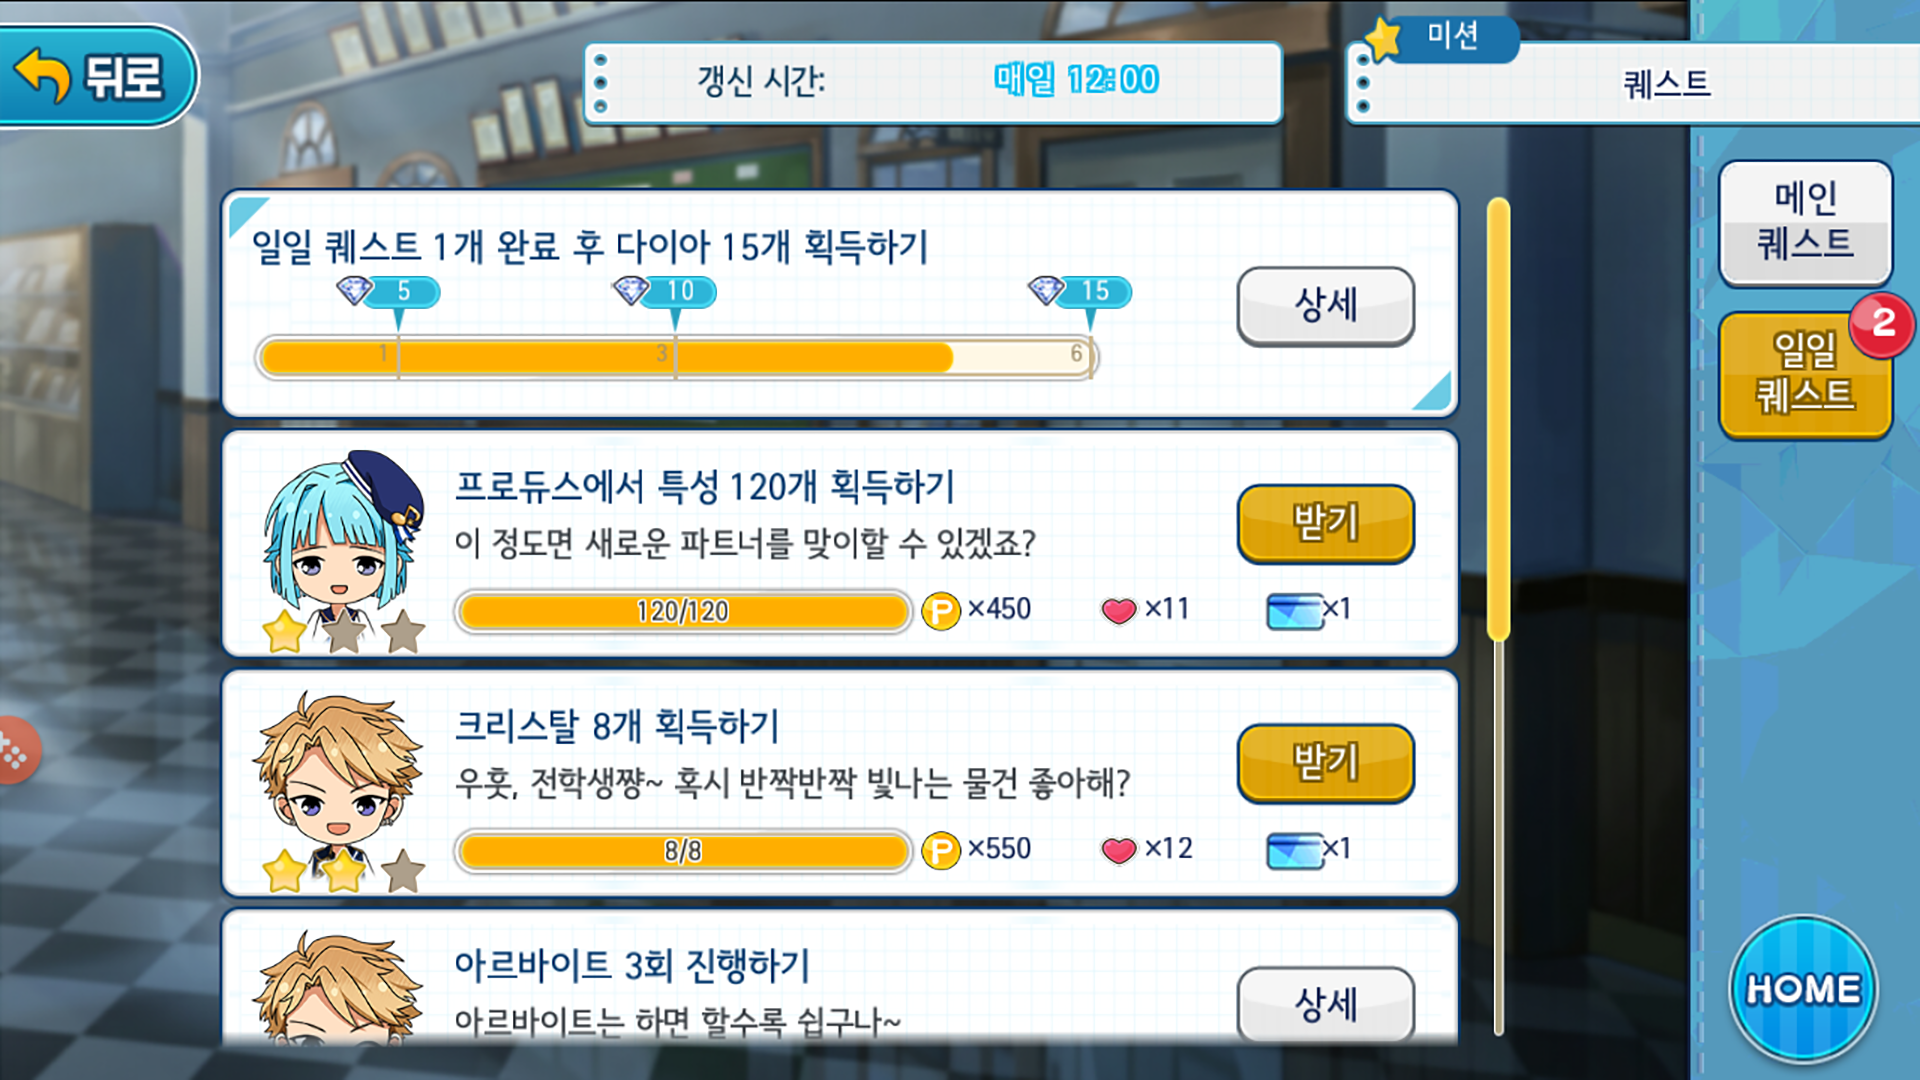 뒤로
갱신 시간: 매일 12:00
미션
퀘스트
메인
퀘스트
일일
퀘스트
2
일일 퀘스트 1개 완료 후 다이아 15개 획득하기
5 10 15
1 3 6
상세
프로듀스에서 특성 120개 획득하기
이 정도면 새로운 파트너를 맞이할 수 있겠죠?
받기
120/120 P ×450 ×11 ×1
크리스탈 8개 획득하기
우훗, 전학생쨩~ 혹시 반짝반짝 빛나는 물건 좋아해?
받기
8/8 P ×550 ×12 ×1
아르바이트 3회 진행하기
아르바이트는 하면 할수록 쉽구나~
상세
HOME